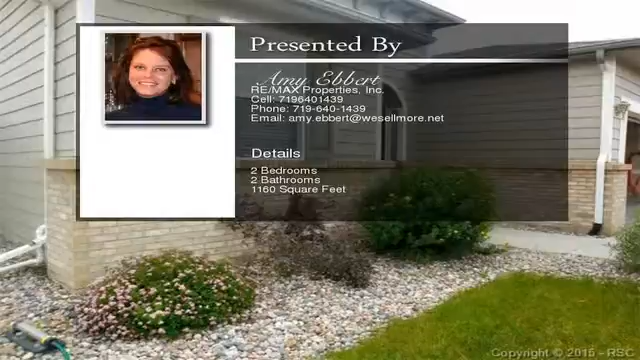 Presented By
Amy Ebbert
RE/MAX Properties, Inc.
Cell: 7196401439
Phone: 719-640-1439
Email: amy.ebbert@wesellmore.net
Details
2 Bedrooms
2 Bathrooms
1160 Square Feet
Copyright © 2015 - RSC